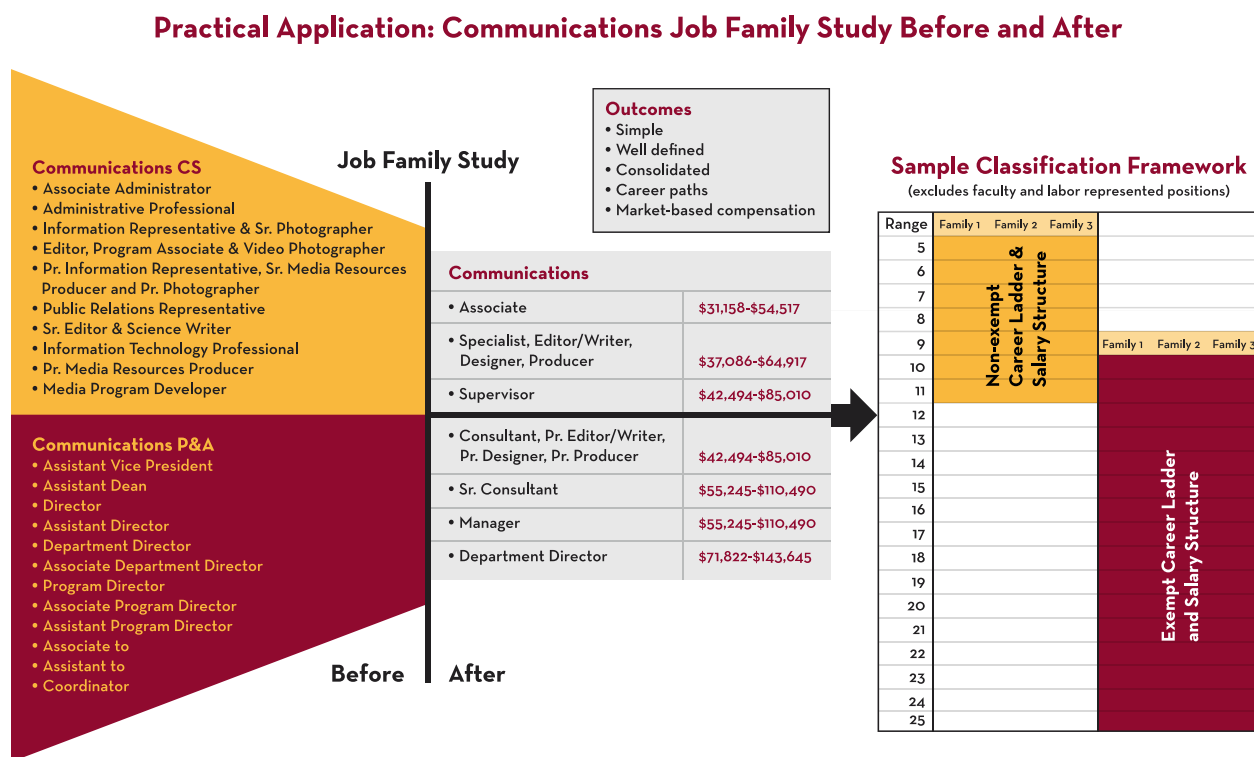 Practical Application: Communications Job Family Study Before and After
Communications CS
• Associate Administrator
• Administrative Professional
• Information Representative & Sr. Photographer
• Editor, Program Associate & Video Photographer
• Pr. Information Representative, Sr. Media Resources
Producer and Pr. Photographer
• Public Relations Representative
• Sr. Editor & Science Writer
• Information Technology Professional
• Pr. Media Resources Producer
• Media Program Developer
Communications P&A
• Assistant Vice President
• Assistant Dean
• Director
• Assistant Director
• Department Director
• Associate Department Director
• Program Director
• Associate Program Director
• Assistant Program Director
• Associate to
• Assistant to
• Coordinator
Job Family Study
Before After
Outcomes
• Simple
• Well defined
• Consolidated
• Career paths
• Market-based compensation
Communications
• Associate $31,158-$54,517
• Specialist, Editor/Writer,
Designer, Producer $37,086-$64,917
• Supervisor $42,494-$85,010
• Consultant, Pr. Editor/Writer,
Pr. Designer, Pr. Producer $42,494-$85,010
• Sr. Consultant $55,245-$110,490
• Manager $55,245-$110,490
• Department Director $71,822-$143,645
Sample Classification Framework
(excludes faculty and labor represented positions)
Range Family 1 Family 2 Family 3
5
6
7
8
9 Family 1 Family 2 Family 3
10
11
12
13
14
15
16
17
18
19
20
21
22
23
24
25
Non-exempt
Career Ladder &
Salary Structure
Exempt Career Ladder
and Salary Structure